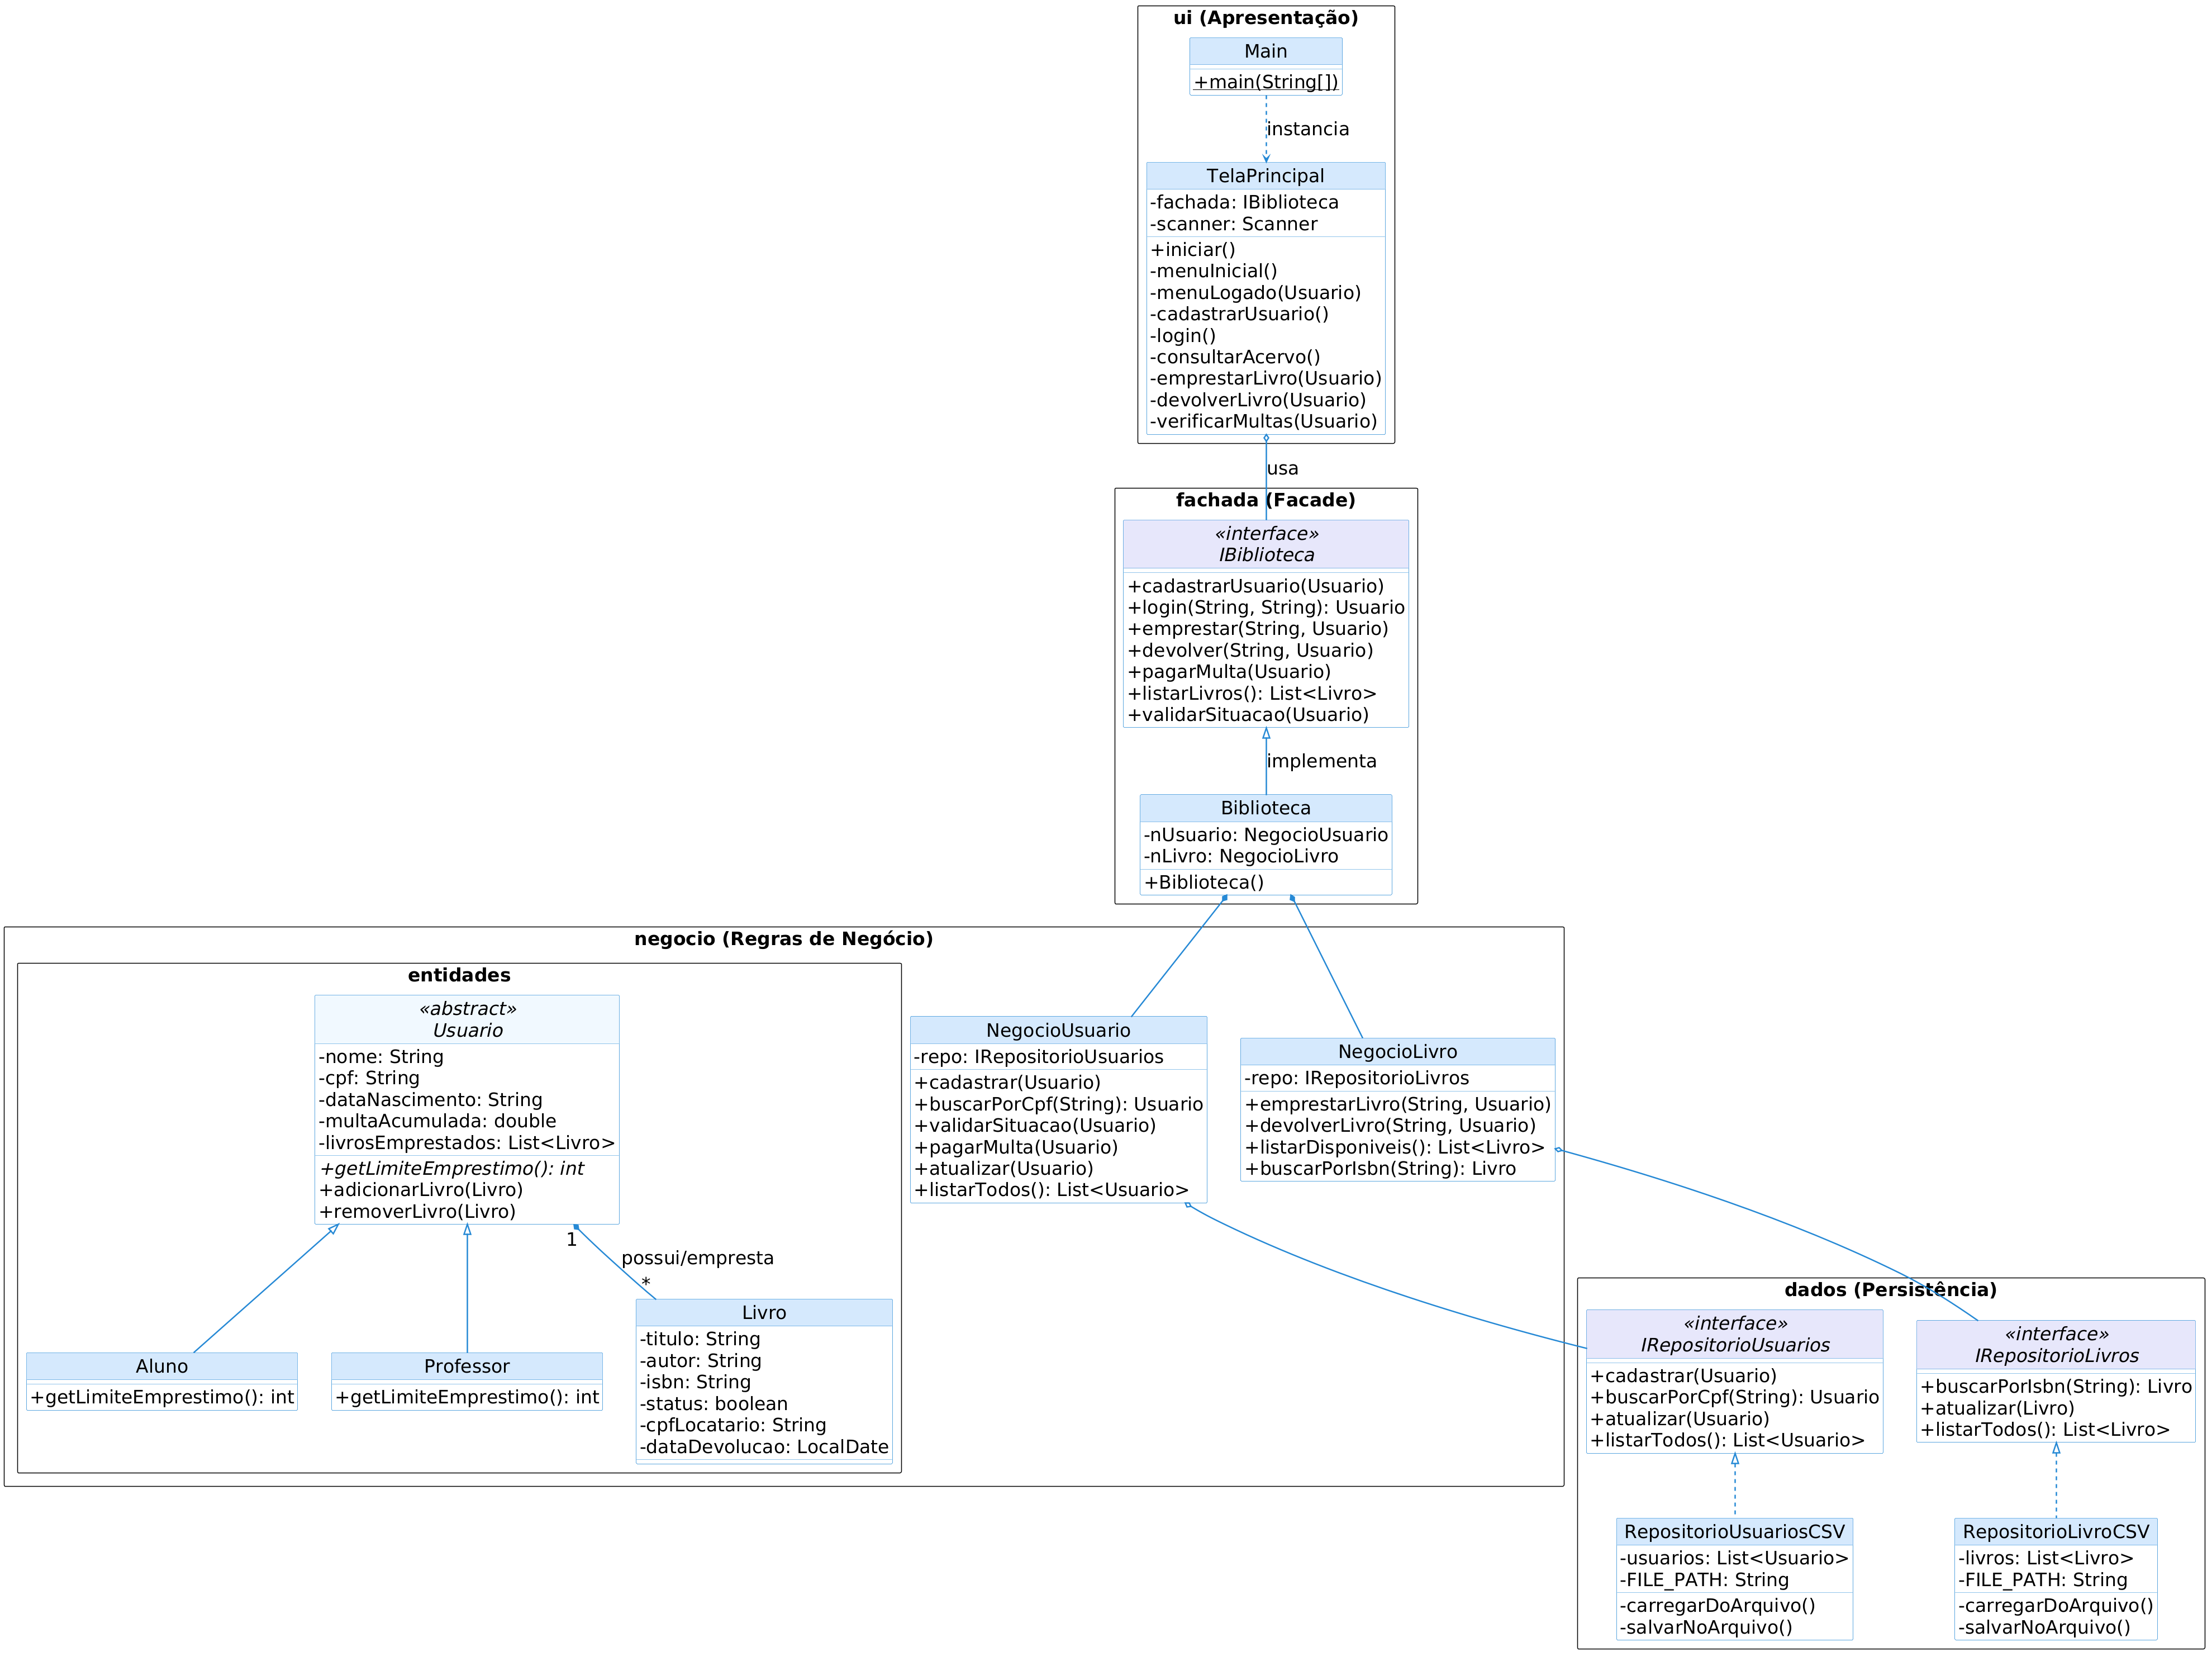 ui (Apresentação)
Main
+main(String[])
instancia
TelaPrincipal
-fachada: IBiblioteca
-scanner: Scanner
+iniciar()
-menuInicial()
-menuLogado(Usuario)
-cadastrarUsuario()
-login()
-consultarAcervo()
-emprestarLivro(Usuario)
-devolverLivro(Usuario)
-verificarMultas(Usuario)
usa
fachada (Facade)
«interface»
IBiblioteca
+cadastrarUsuario(Usuario)
+login(String, String): Usuario
+emprestar(String, Usuario)
+devolver(String, Usuario)
+pagarMulta(Usuario)
+listarLivros(): List<Livro>
+validarSituacao(Usuario)
implementa
Biblioteca
-nUsuario: NegocioUsuario
-nLivro: NegocioLivro
+Biblioteca()
negocio (Regras de Negócio)
entidades
«abstract»
Usuario
-nome: String
-cpf: String
-dataNascimento: String
-multaAcumulada: double
-livrosEmprestados: List<Livro>
+getLimiteEmprestimo(): int
+adicionarLivro(Livro)
+removerLivro(Livro)
1
possui/empresta
*
Aluno
+getLimiteEmprestimo(): int
Professor
+getLimiteEmprestimo(): int
Livro
-titulo: String
-autor: String
-isbn: String
-status: boolean
-cpfLocatario: String
-dataDevolucao: LocalDate
NegocioUsuario
-repo: IRepositorioUsuarios
+cadastrar(Usuario)
+buscarPorCpf(String): Usuario
+validarSituacao(Usuario)
+pagarMulta(Usuario)
+atualizar(Usuario)
+listarTodos(): List<Usuario>
NegocioLivro
-repo: IRepositorioLivros
+emprestarLivro(String, Usuario)
+devolverLivro(String, Usuario)
+listarDisponiveis(): List<Livro>
+buscarPorIsbn(String): Livro
dados (Persistência)
«interface»
IRepositorioUsuarios
+cadastrar(Usuario)
+buscarPorCpf(String): Usuario
+atualizar(Usuario)
+listarTodos(): List<Usuario>
«interface»
IRepositorioLivros
+buscarPorIsbn(String): Livro
+atualizar(Livro)
+listarTodos(): List<Livro>
RepositorioUsuariosCSV
-usuarios: List<Usuario>
-FILE_PATH: String
-carregarDoArquivo()
-salvarNoArquivo()
RepositorioLivroCSV
-livros: List<Livro>
-FILE_PATH: String
-carregarDoArquivo()
-salvarNoArquivo()